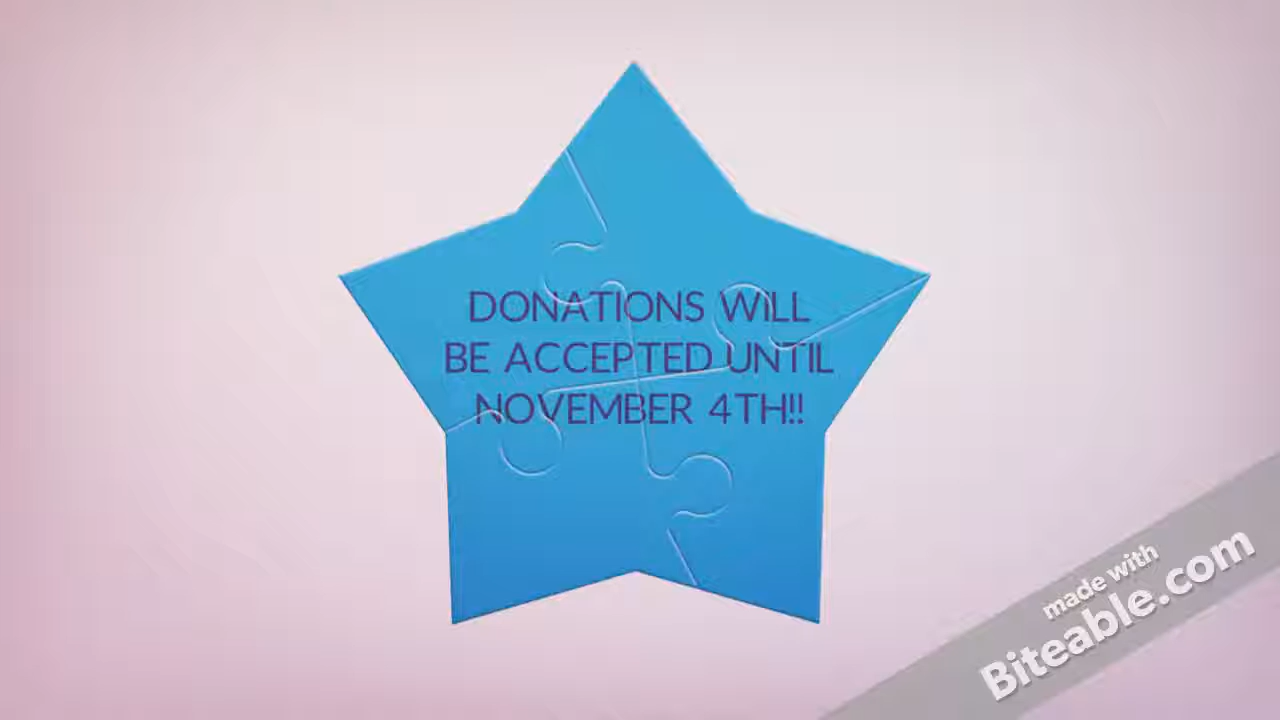 DONATIONS WILL
BE ACCEPTED UNTIL
NOVEMBER 4TH!!
made with
Biteable.com